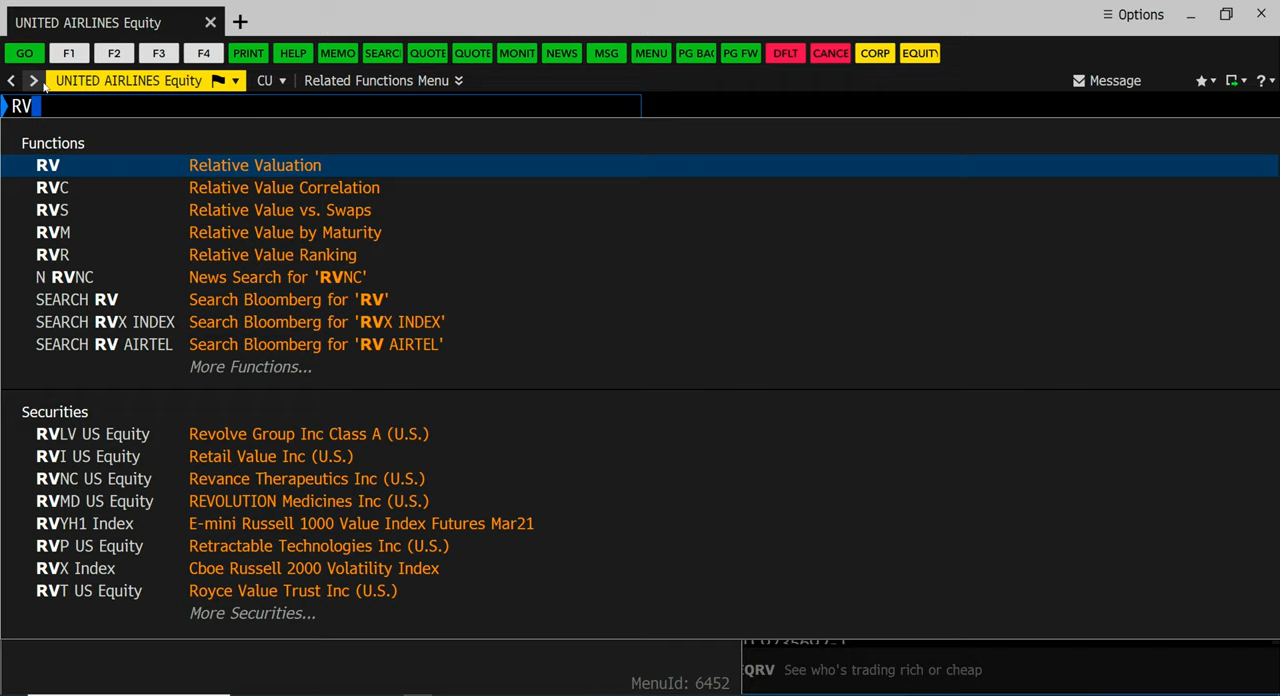 UNITED AIRLINES Equity
Options
GO F1 F2 F3 F4 PRINT HELP MEMO SEARC QUOTE QUOTE MONIT NEWS MSG MENU PG BAC PG FW DFLT CANCE CORP EQUIT
UNITED AIRLINES Equity CU Related Functions Menu Message
RV
Functions
RV Relative Valuation
RVC Relative Value Correlation
RVS Relative Value vs. Swaps
RVM Relative Value by Maturity
RVR Relative Value Ranking
N RVNC News Search for 'RVNC'
SEARCH RV Search Bloomberg for 'RV'
SEARCH RVX INDEX Search Bloomberg for 'RVX INDEX'
SEARCH RV AIRTEL Search Bloomberg for 'RV AIRTEL'
More Functions...
Securities
RVLV US Equity Revolve Group Inc Class A (U.S.)
RVI US Equity Retail Value Inc (U.S.)
RVNC US Equity Revance Therapeutics Inc (U.S.)
RVMD US Equity REVOLUTION Medicines Inc (U.S.)
RVYH1 Index E-mini Russell 1000 Value Index Futures Mar21
RVP US Equity Retractable Technologies Inc (U.S.)
RVX Index Cboe Russell 2000 Volatility Index
RVT US Equity Royce Value Trust Inc (U.S.)
More Securities...
QRV See who's trading rich or cheap
MenuId: 6452